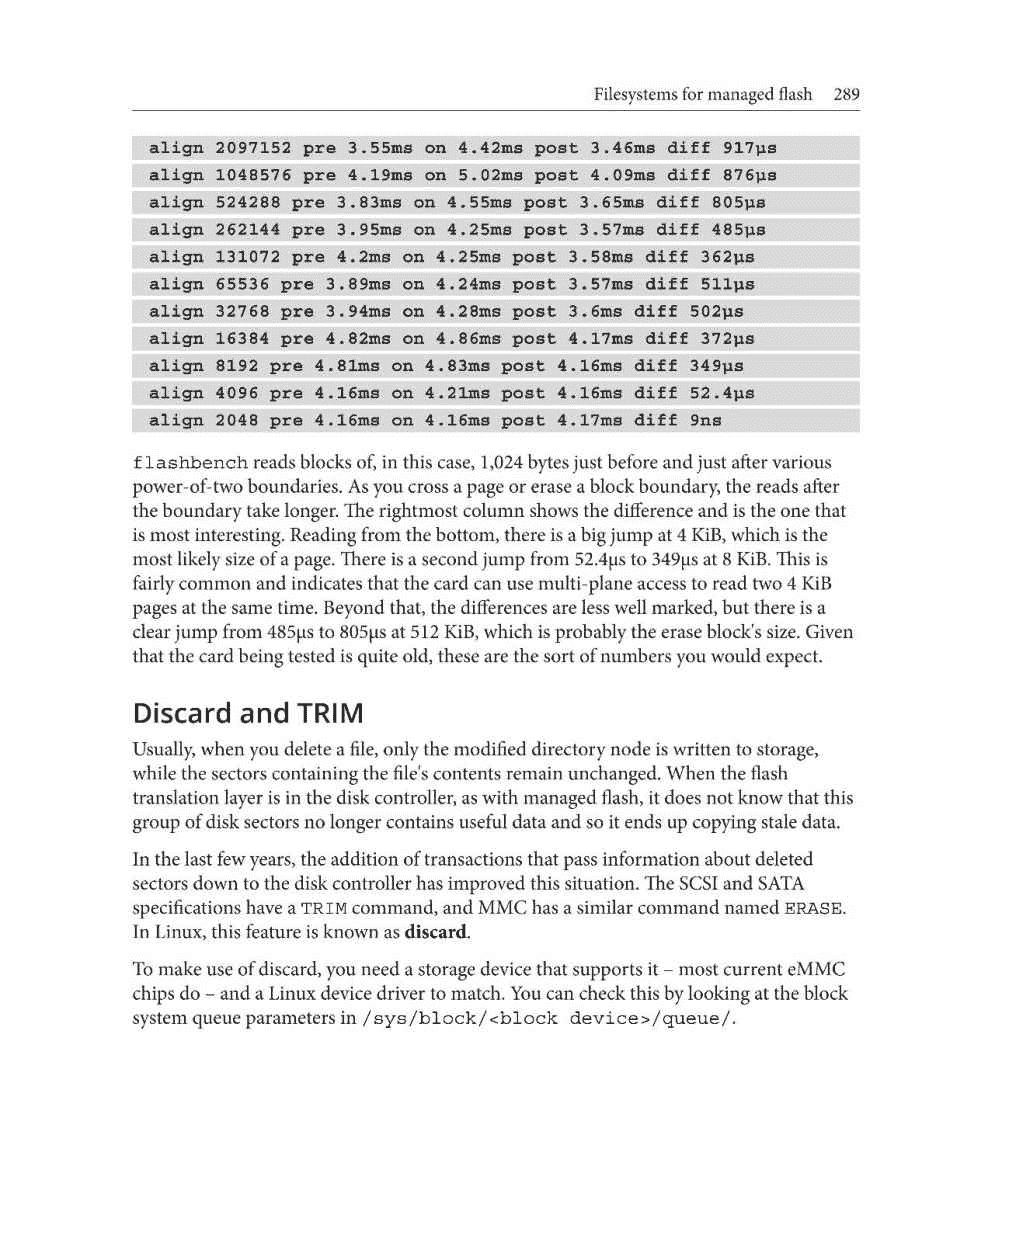 Filesystems for managed flash 289
align 2097152 pre 3.55ms on 4.42ms post 3.46ms diff 917µs
align 1048576 pre 4.19ms on 5.02ms post 4.09ms diff 876µs
align 524288 pre 3.83ms on 4.55ms post 3.65ms diff 805µs
align 262144 pre 3.95ms on 4.25ms post 3.57ms diff 485µs
align 131072 pre 4.2ms on 4.25ms post 3.58ms diff 362µs
align 65536 pre 3.89ms on 4.24ms post 3.57ms diff 511µs
align 32768 pre 3.94ms on 4.28ms post 3.6ms diff 502µs
align 16384 pre 4.82ms on 4.86ms post 4.17ms diff 372µs
align 8192 pre 4.81ms on 4.83ms post 4.16ms diff 349µs
align 4096 pre 4.16ms on 4.21ms post 4.16ms diff 52.4µs
align 2048 pre 4.16ms on 4.16ms post 4.17ms diff 9ns
flashbench reads blocks of, in this case, 1,024 bytes just before and just after various
power-of-two boundaries. As you cross a page or erase a block boundary, the reads after
the boundary take longer. The rightmost column shows the difference and is the one that
is most interesting. Reading from the bottom, there is a big jump at 4 KiB, which is the
most likely size of a page. There is a second jump from 52.4µs to 349µs at 8 KiB. This is
fairly common and indicates that the card can use multi-plane access to read two 4 KiB
pages at the same time. Beyond that, the differences are less well marked, but there is a
clear jump from 485µs to 805µs at 512 KiB, which is probably the erase block's size. Given
that the card being tested is quite old, these are the sort of numbers you would expect.
Discard and TRIM
Usually, when you delete a file, only the modified directory node is written to storage,
while the sectors containing the file's contents remain unchanged. When the flash
translation layer is in the disk controller, as with managed flash, it does not know that this
group of disk sectors no longer contains useful data and so it ends up copying stale data.
In the last few years, the addition of transactions that pass information about deleted
sectors down to the disk controller has improved this situation. The SCSI and SATA
specifications have a TRIM command, and MMC has a similar command named ERASE.
In Linux, this feature is known as discard.
To make use of discard, you need a storage device that supports it – most current eMMC
chips do – and a Linux device driver to match. You can check this by looking at the block
system queue parameters in /sys/block/<block device>/queue/.